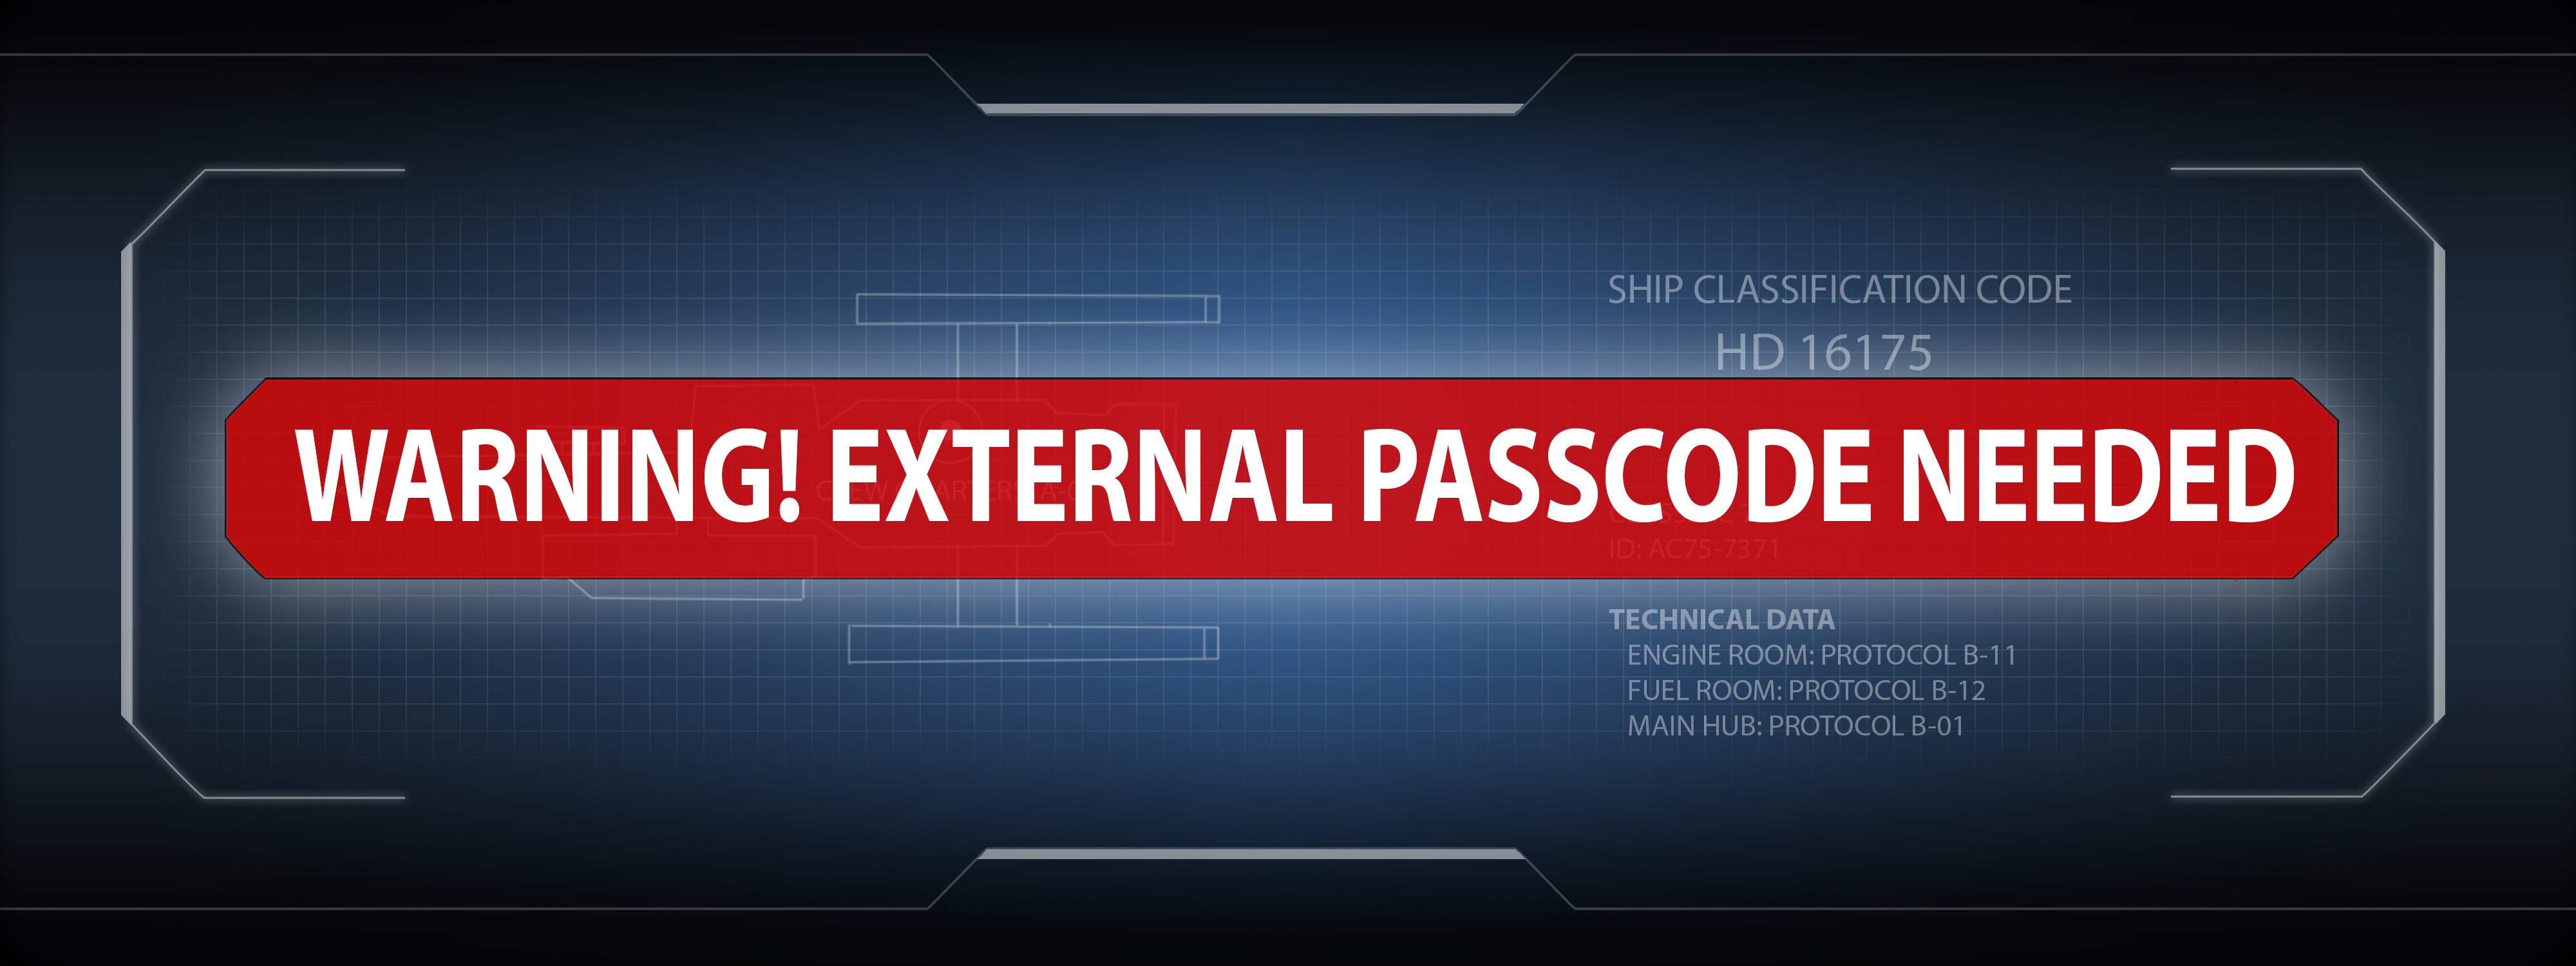 SHIP CLASSIFICATION CODE
HD 16175
WARNING! EXTERNAL PASSCODE NEEDED
ID: AC75-7371
TECHNICAL DATA
ENGINE ROOM: PROTOCOL B-11
FUEL ROOM: PROTOCOL B-12
MAIN HUB: PROTOCOL B-01